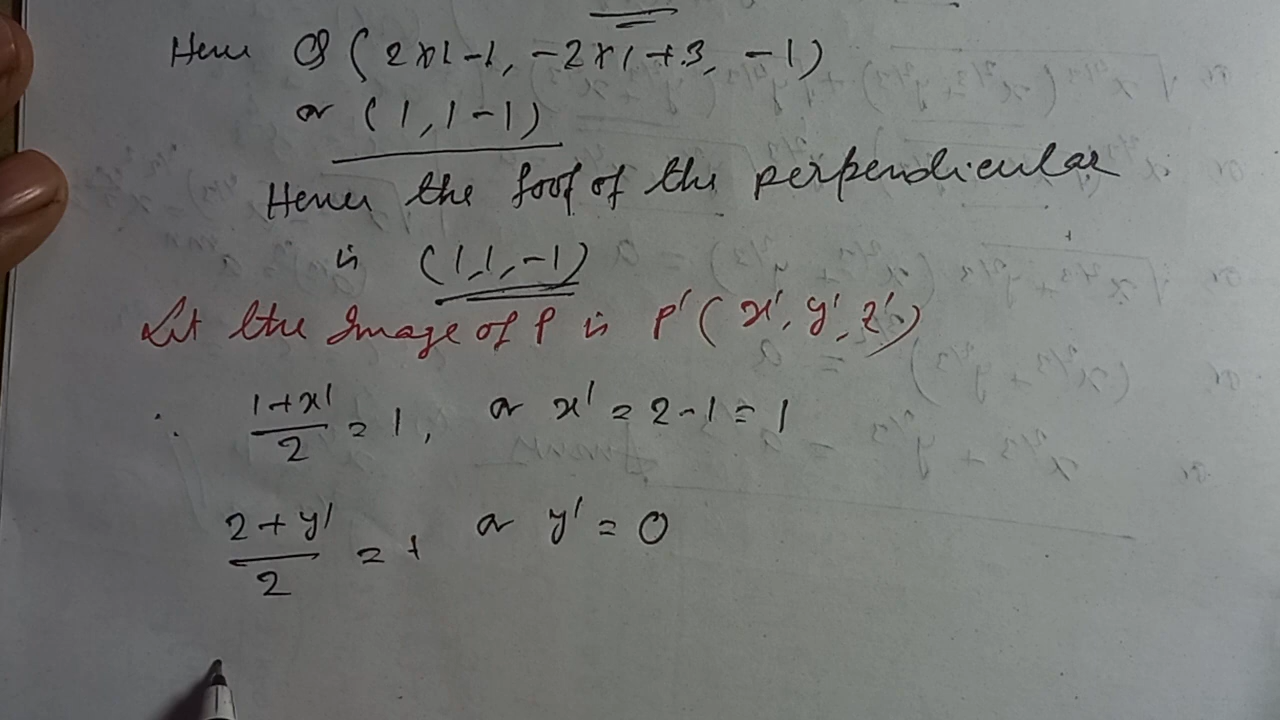 Here Q (2×1-1, -2×1+3, -1)
or (1, 1 -1)
Hence the foot of the perpendicular
is (1, 1, -1)
Let the Image of P is P' (x', y', z')
∴ (1+x')/2 = 1, or x' = 2-1 = 1
(2+y')/2 = 1 or y' = 0